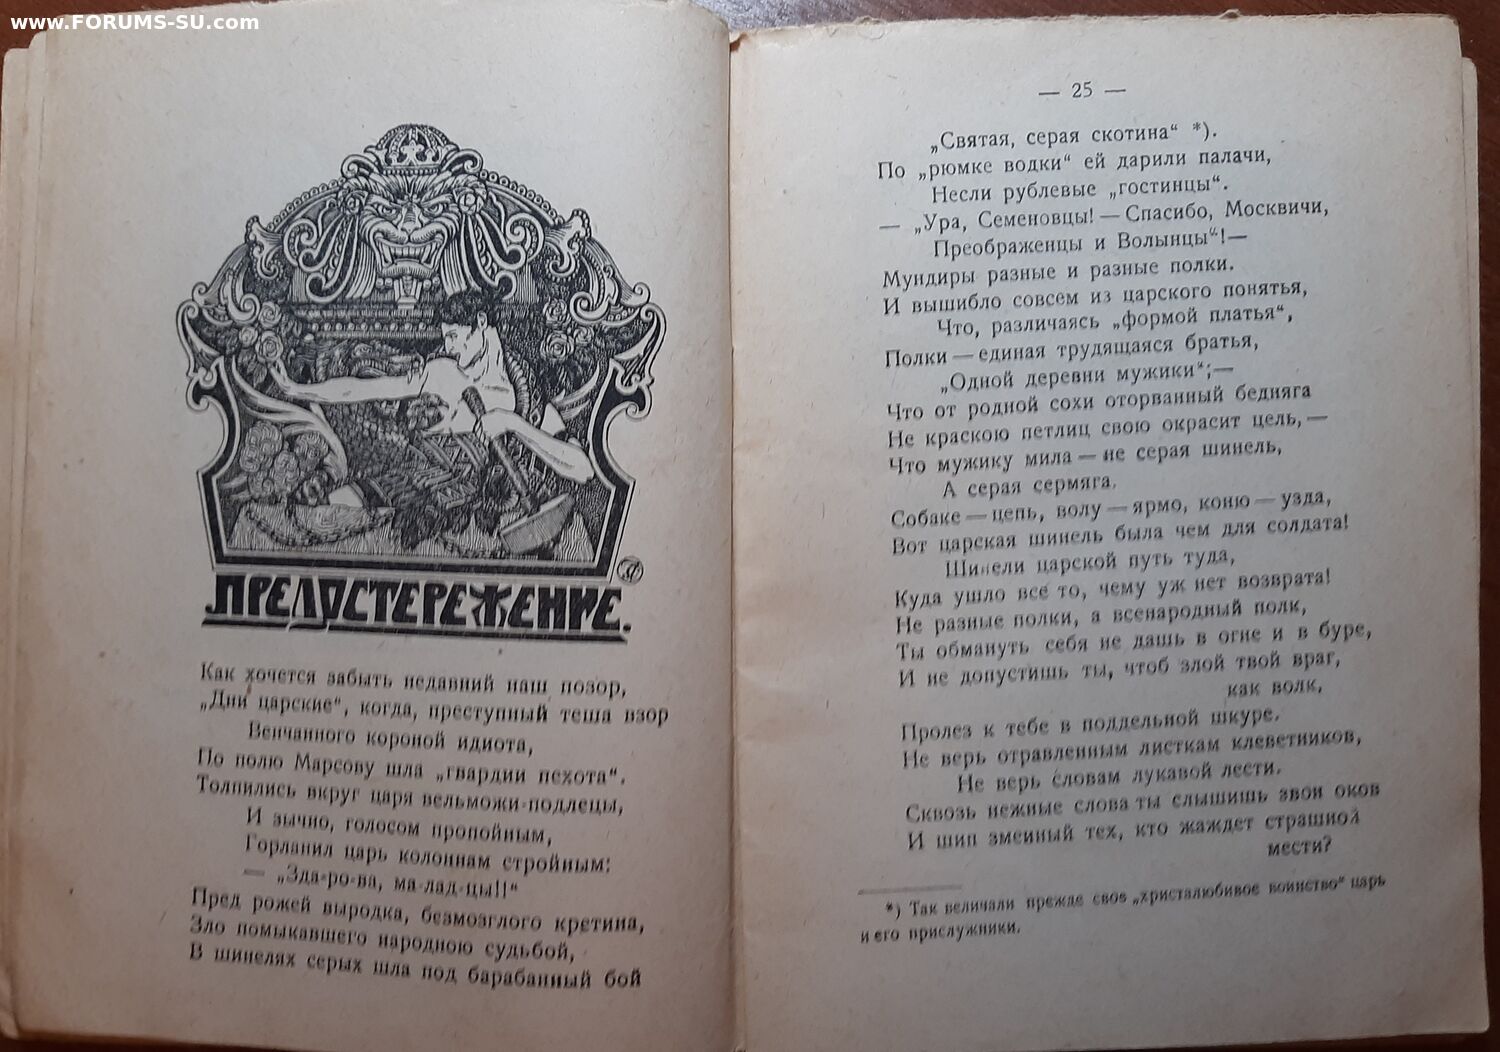 www.FORUMS-SU.com
ПРЕДОСТЕРЕЖЕНИЕ.
Как хочется забыть недавний наш позор,
„Дни царские“, когда, преступный теша взор
Венчанного короной идиота,
По полю Марсову шла „гвардии пехота“.
Толпились вкруг царя вельможи-подлецы,
И зычно, голосом пропойным,
Горланил царь колоннам стройным:
— „Зда-ро-ва, ма-лад-цы!!“
Пред рожей выродка, безмозглого кретина,
Зло помыкавшего народною судьбой,
В шинелях серых шла под барабанный бой
— 25 —
„Святая, серая скотина“ *).
По „рюмке водки“ ей дарили палачи,
Несли рублевые „гостинцы“.
— „Ура, Семеновцы! — Спасибо, Москвичи,
Преображенцы и Волынцы“! —
Мундиры разные и разные полки.
И вышибло совсем из царского понятья,
Что, различаясь „формой платья“,
Полки — единая трудящаяся братья,
„Одной деревни мужики“; —
Что от родной сохи оторванный бедняга
Не краскою петлиц свою окрасит цель, —
Что мужику мила — не серая шинель,
А серая сермяга.
Собаке — цепь, волу — ярмо, коню — узда,
Вот царская шинель была чем для солдата!
Шинели царской путь туда,
Куда ушло все то, чему уж нет возврата!
Не разные полки, а всенародный полк,
Ты обмануть себя не дашь в огне и в буре,
И не допустишь ты, чтоб злой твой враг,
как волк,
Пролез к тебе в поддельной шкуре.
Не верь отравленным листкам клеветников,
Не верь словам лукавой лести.
Сквозь нежные слова ты слышишь звон оков
И шип змеиный тех, кто жаждет страшной
мести?
*) Так величали прежде свое „христалюбивое воинство“ царь
и его прислужники.